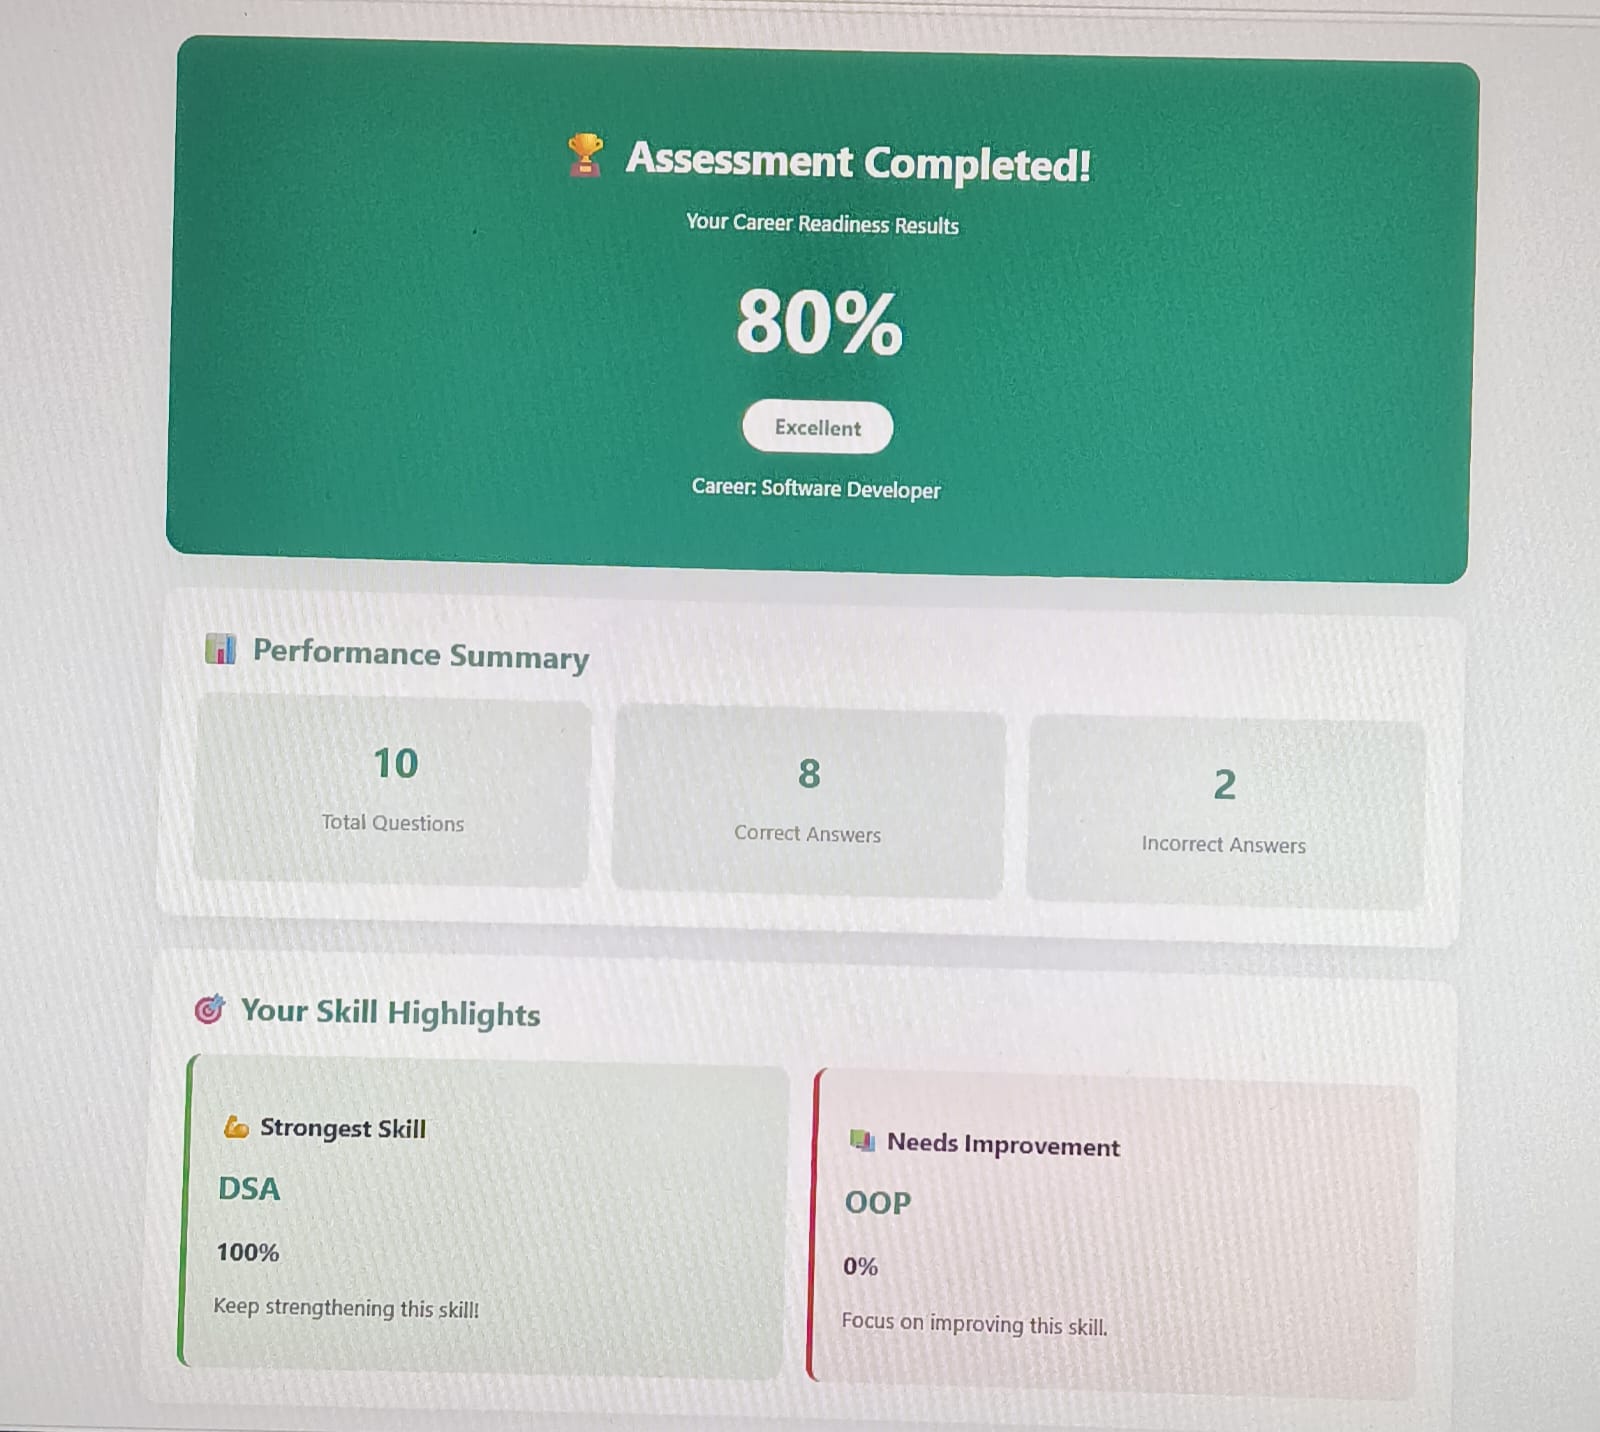 Assessment Completed!
Your Career Readiness Results
80%
Excellent
Career: Software Developer
Performance Summary
10
Total Questions
8
Correct Answers
2
Incorrect Answers
Your Skill Highlights
Strongest Skill
DSA
100%
Keep strengthening this skill!
Needs Improvement
OOP
0%
Focus on improving this skill.